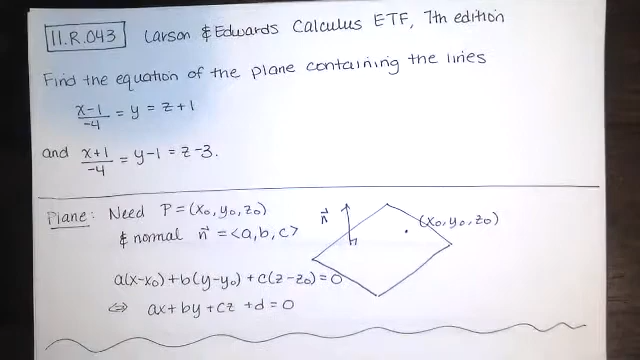 11.R.043 Larson & Edwards Calculus ETF, 7th edition
Find the equation of the plane containing the lines
x-1/-4 = y = z+1
and x+1/-4 = y-1 = z-3.
Plane: Need P = (x₀, y₀, z₀)
& normal n⃗ = <a, b, c>
n⃗
(x₀, y₀, z₀)
a(x-x₀)+b(y-y₀)+c(z-z₀)=0
⇔ ax+by+cz+d=0